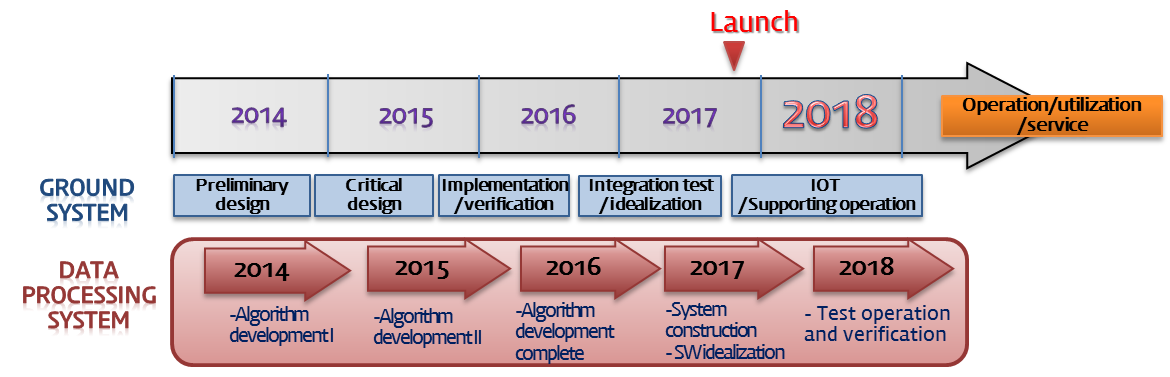 Launch
2014
2015
2016
2017
2018
Operation/utilization
/service
GROUND
SYSTEM
Preliminary
design
Critical
design
Implementation
/verification
Integration test
/idealization
IOT
/Supporting operation
DATA
PROCESSING
SYSTEM
2014
-Algorithm
development I
2015
-Algorithm
development II
2016
-Algorithm
development
complete
2017
-System
construction
- SW idealization
2018
- Test operation
and verification